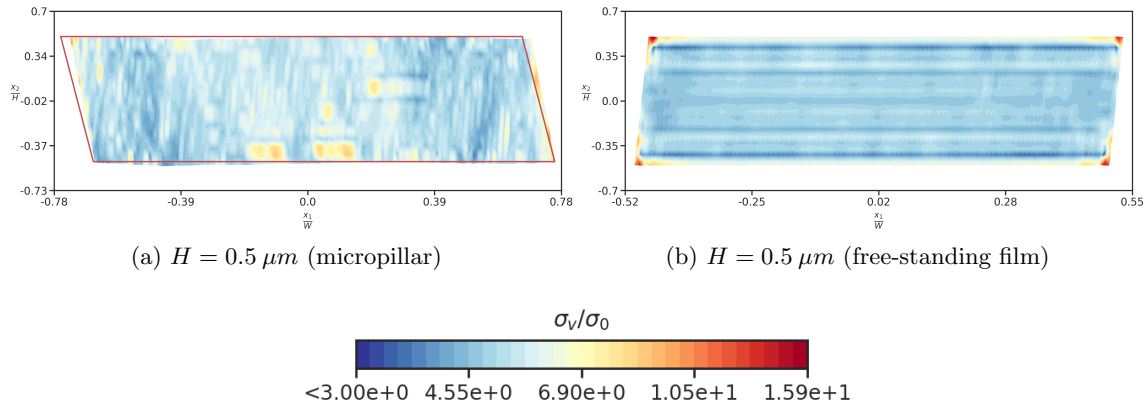 0.7
0.34
-0.02
-0.37
-0.73
x₂/H
-0.78 -0.39 0.0 0.39 0.78
x₁/W
(a) H = 0.5 μm (micropillar)
0.7
0.34
0.0
-0.35
-0.7
x₂/H
-0.52 -0.25 0.02 0.28 0.55
x₁/W
(b) H = 0.5 μm (free-standing film)
σᵥ/σ₀
<3.00e+0 4.55e+0 6.90e+0 1.05e+1 1.59e+1